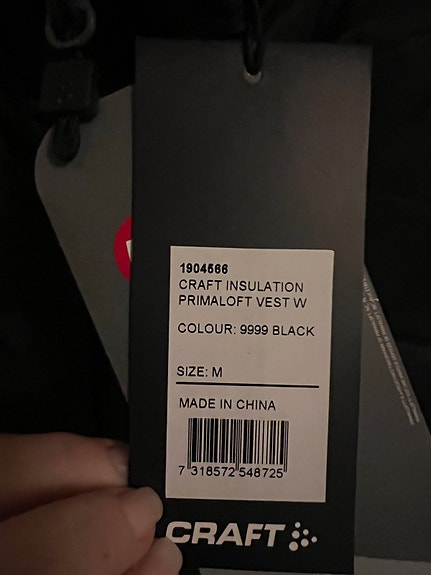 1904566
CRAFT INSULATION
PRIMALOFT VEST W
COLOUR: 9999 BLACK
SIZE: M
MADE IN CHINA
7 318572 548725
CRAFT